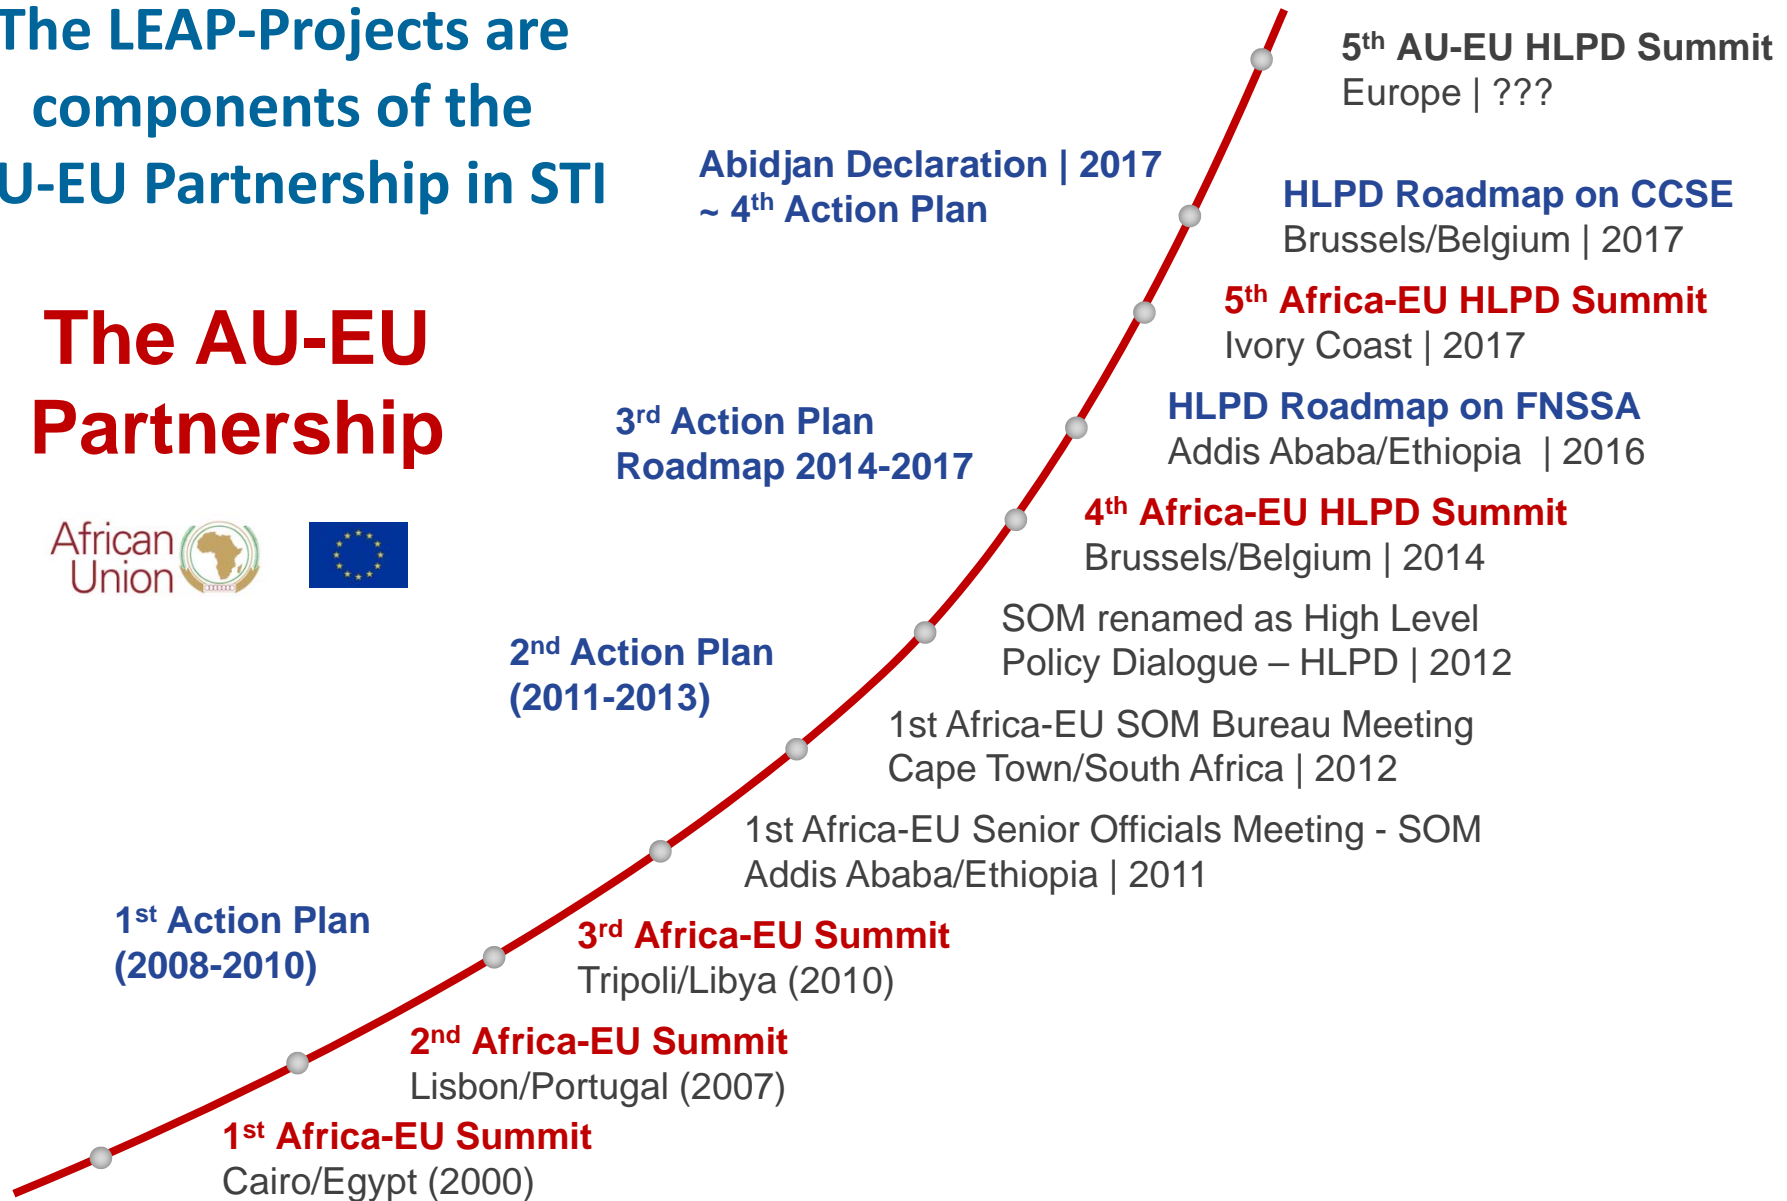 The LEAP-Projects are
components of the
U-EU Partnership in STI
The AU-EU
Partnership
African
Union
5th AU-EU HLPD Summit
Europe | ???
Abidjan Declaration | 2017
~ 4th Action Plan
HLPD Roadmap on CCSE
Brussels/Belgium | 2017
5th Africa-EU HLPD Summit
Ivory Coast | 2017
3rd Action Plan
Roadmap 2014-2017
HLPD Roadmap on FNSSA
Addis Ababa/Ethiopia | 2016
4th Africa-EU HLPD Summit
Brussels/Belgium | 2014
2nd Action Plan
(2011-2013)
SOM renamed as High Level
Policy Dialogue – HLPD | 2012
1st Africa-EU SOM Bureau Meeting
Cape Town/South Africa | 2012
1st Africa-EU Senior Officials Meeting - SOM
Addis Ababa/Ethiopia | 2011
1st Action Plan
(2008-2010)
3rd Africa-EU Summit
Tripoli/Libya (2010)
2nd Africa-EU Summit
Lisbon/Portugal (2007)
1st Africa-EU Summit
Cairo/Egypt (2000)